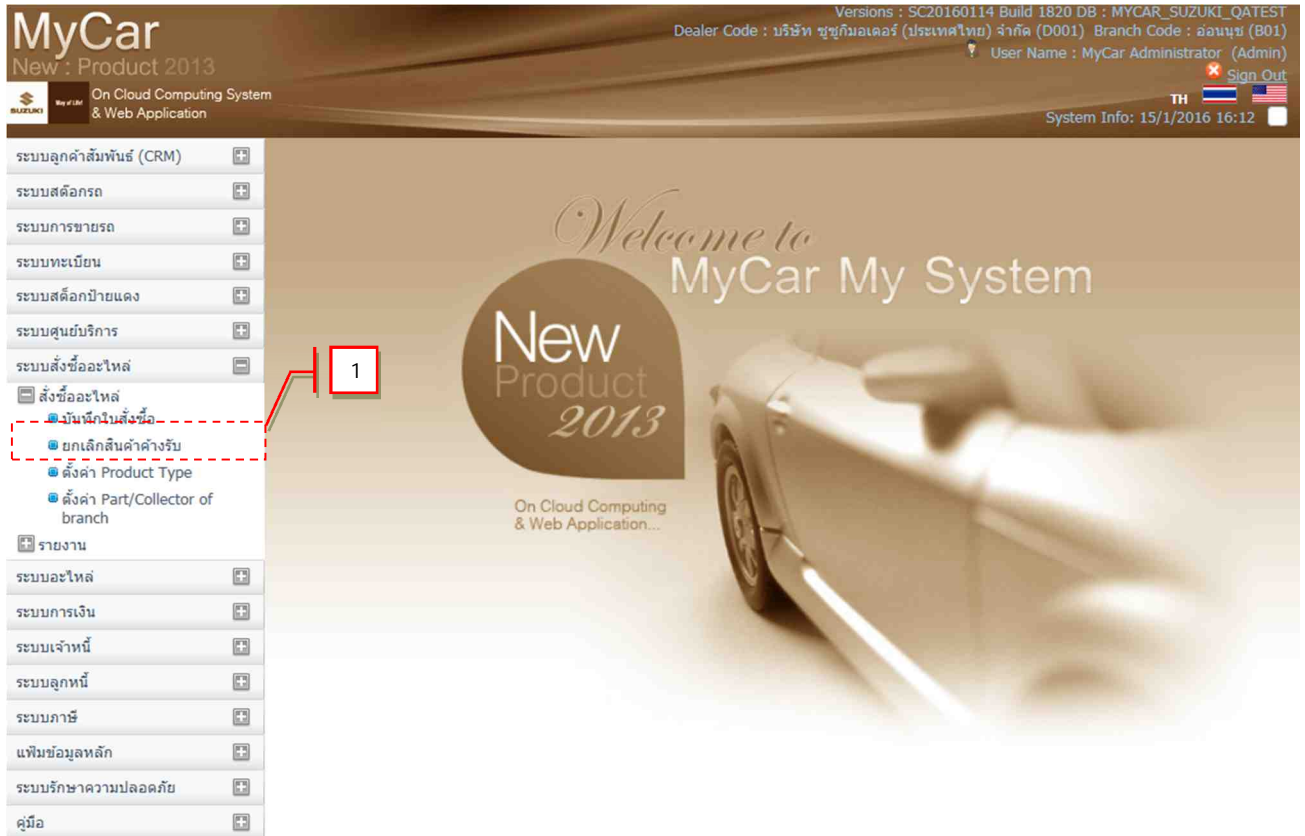 MyCar
New : Product 2013
SUZUKI
Way of Life!
On Cloud Computing System
& Web Application
Versions : SC20160114 Build 1820 DB : MYCAR_SUZUKI_QATEST
Dealer Code : บริษัท ซูซูกิมอเตอร์ (ประเทศไทย) จำกัด (D001) Branch Code : อ่อนนุช (B01)
User Name : MyCar Administrator (Admin)
Sign Out
TH
System Info: 15/1/2016 16:12
ระบบลูกค้าสัมพันธ์ (CRM)
ระบบสต๊อกรถ
ระบบการขายรถ
ระบบทะเบียน
ระบบสต็อกป้ายแดง
ระบบศูนย์บริการ
ระบบสั่งซื้ออะไหล่
สั่งซื้ออะไหล่
บันทึกใบสั่งซื้อ
ยกเลิกสินค้าค้างรับ
ตั้งค่า Product Type
ตั้งค่า Part/Collector of
branch
รายงาน
ระบบอะไหล่
ระบบการเงิน
ระบบเจ้าหนี้
ระบบลูกหนี้
ระบบภาษี
แฟ้มข้อมูลหลัก
ระบบรักษาความปลอดภัย
คู่มือ
1
Welcome to
MyCar My System
New
Product
2013
On Cloud Computing
& Web Application...